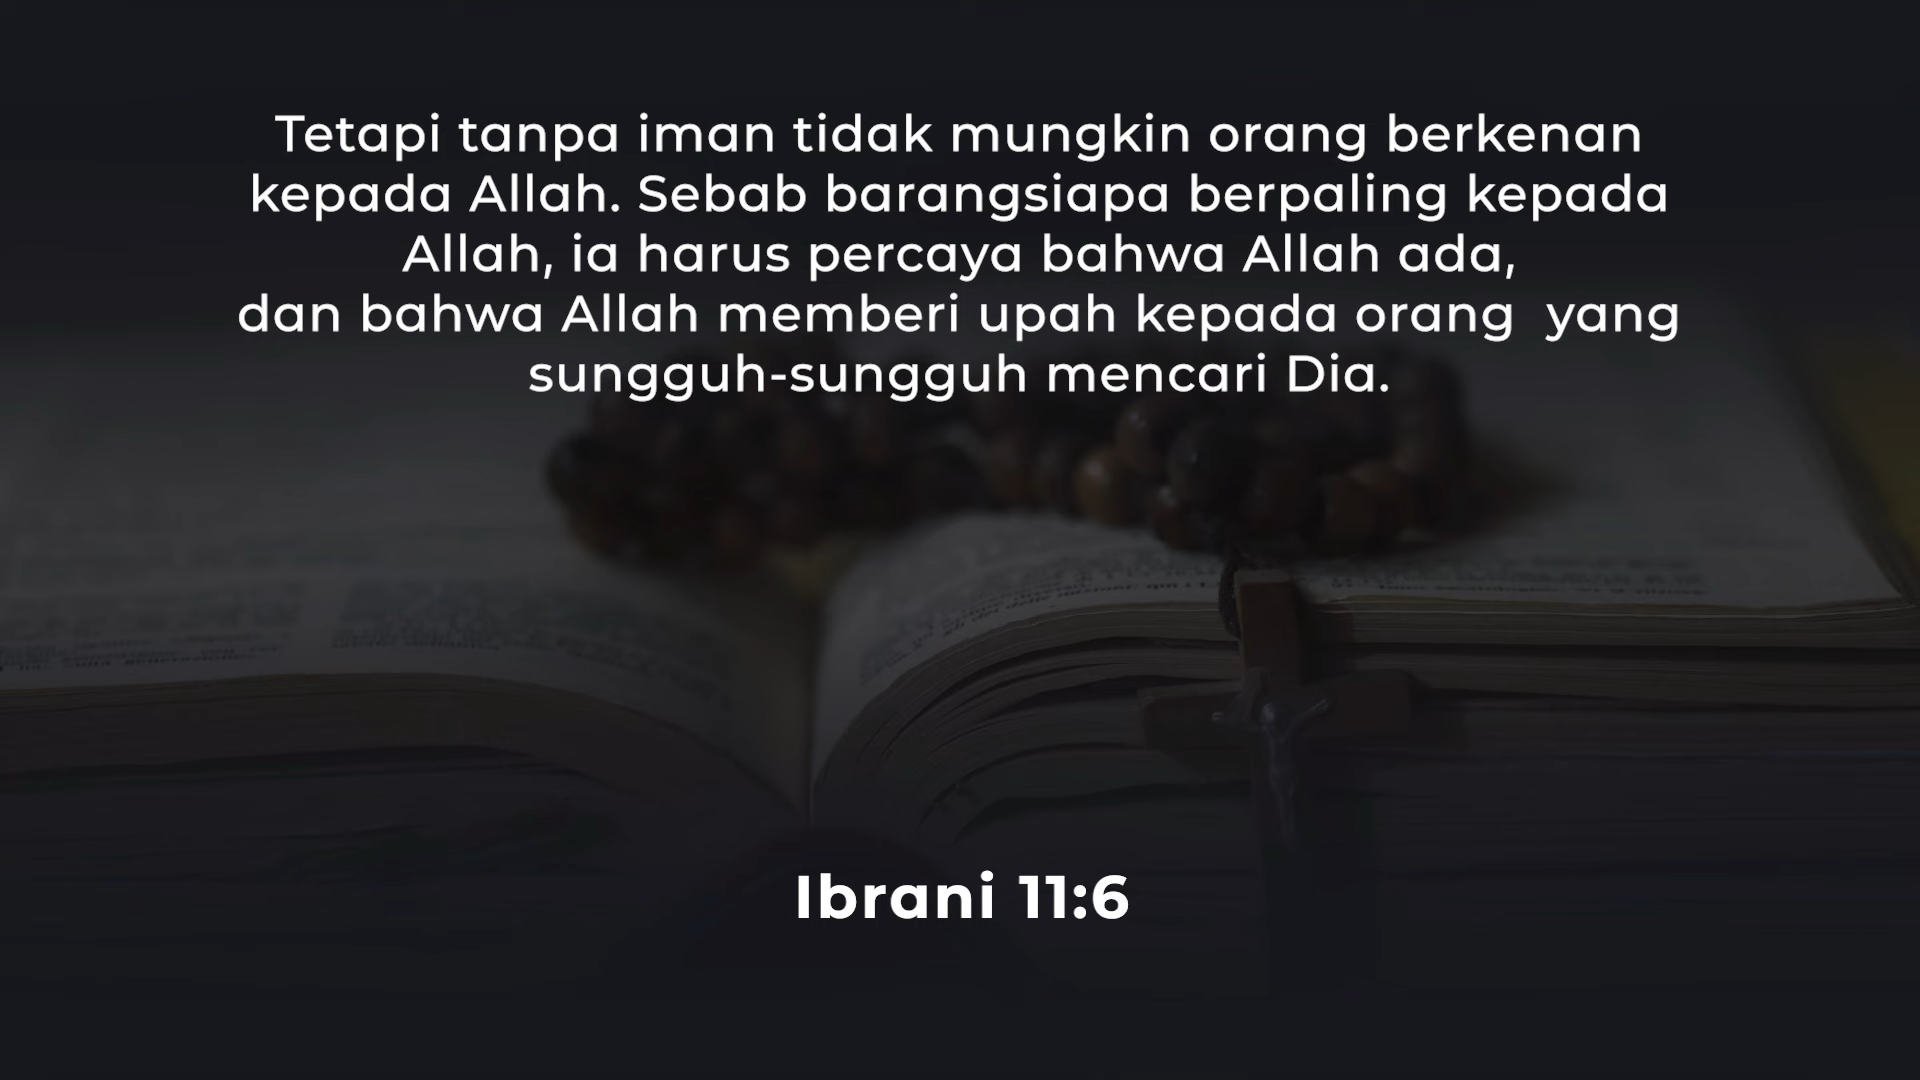 Tetapi tanpa iman tidak mungkin orang berkenan
kepada Allah. Sebab barangsiapa berpaling kepada
Allah, ia harus percaya bahwa Allah ada,
dan bahwa Allah memberi upah kepada orang  yang
sungguh-sungguh mencari Dia.
Ibrani 11:6